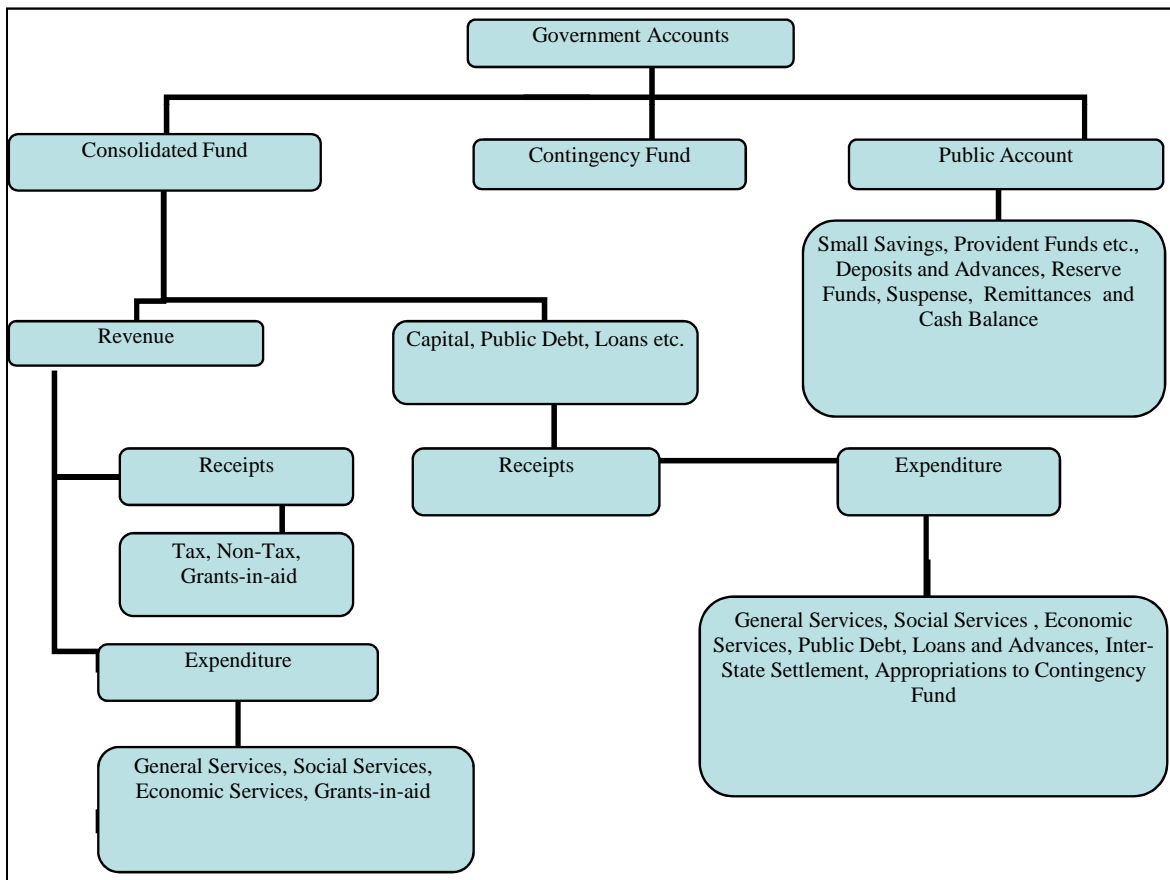 Government Accounts
Consolidated Fund
Contingency Fund
Public Account
Small Savings, Provident Funds etc.,
Deposits and Advances, Reserve
Funds, Suspense, Remittances and
Cash Balance
Revenue
Capital, Public Debt, Loans etc.
Receipts
Receipts
Expenditure
Tax, Non-Tax,
Grants-in-aid
General Services, Social Services , Economic
Services, Public Debt, Loans and Advances, Inter-
State Settlement, Appropriations to Contingency
Fund
Expenditure
General Services, Social Services,
Economic Services, Grants-in-aid